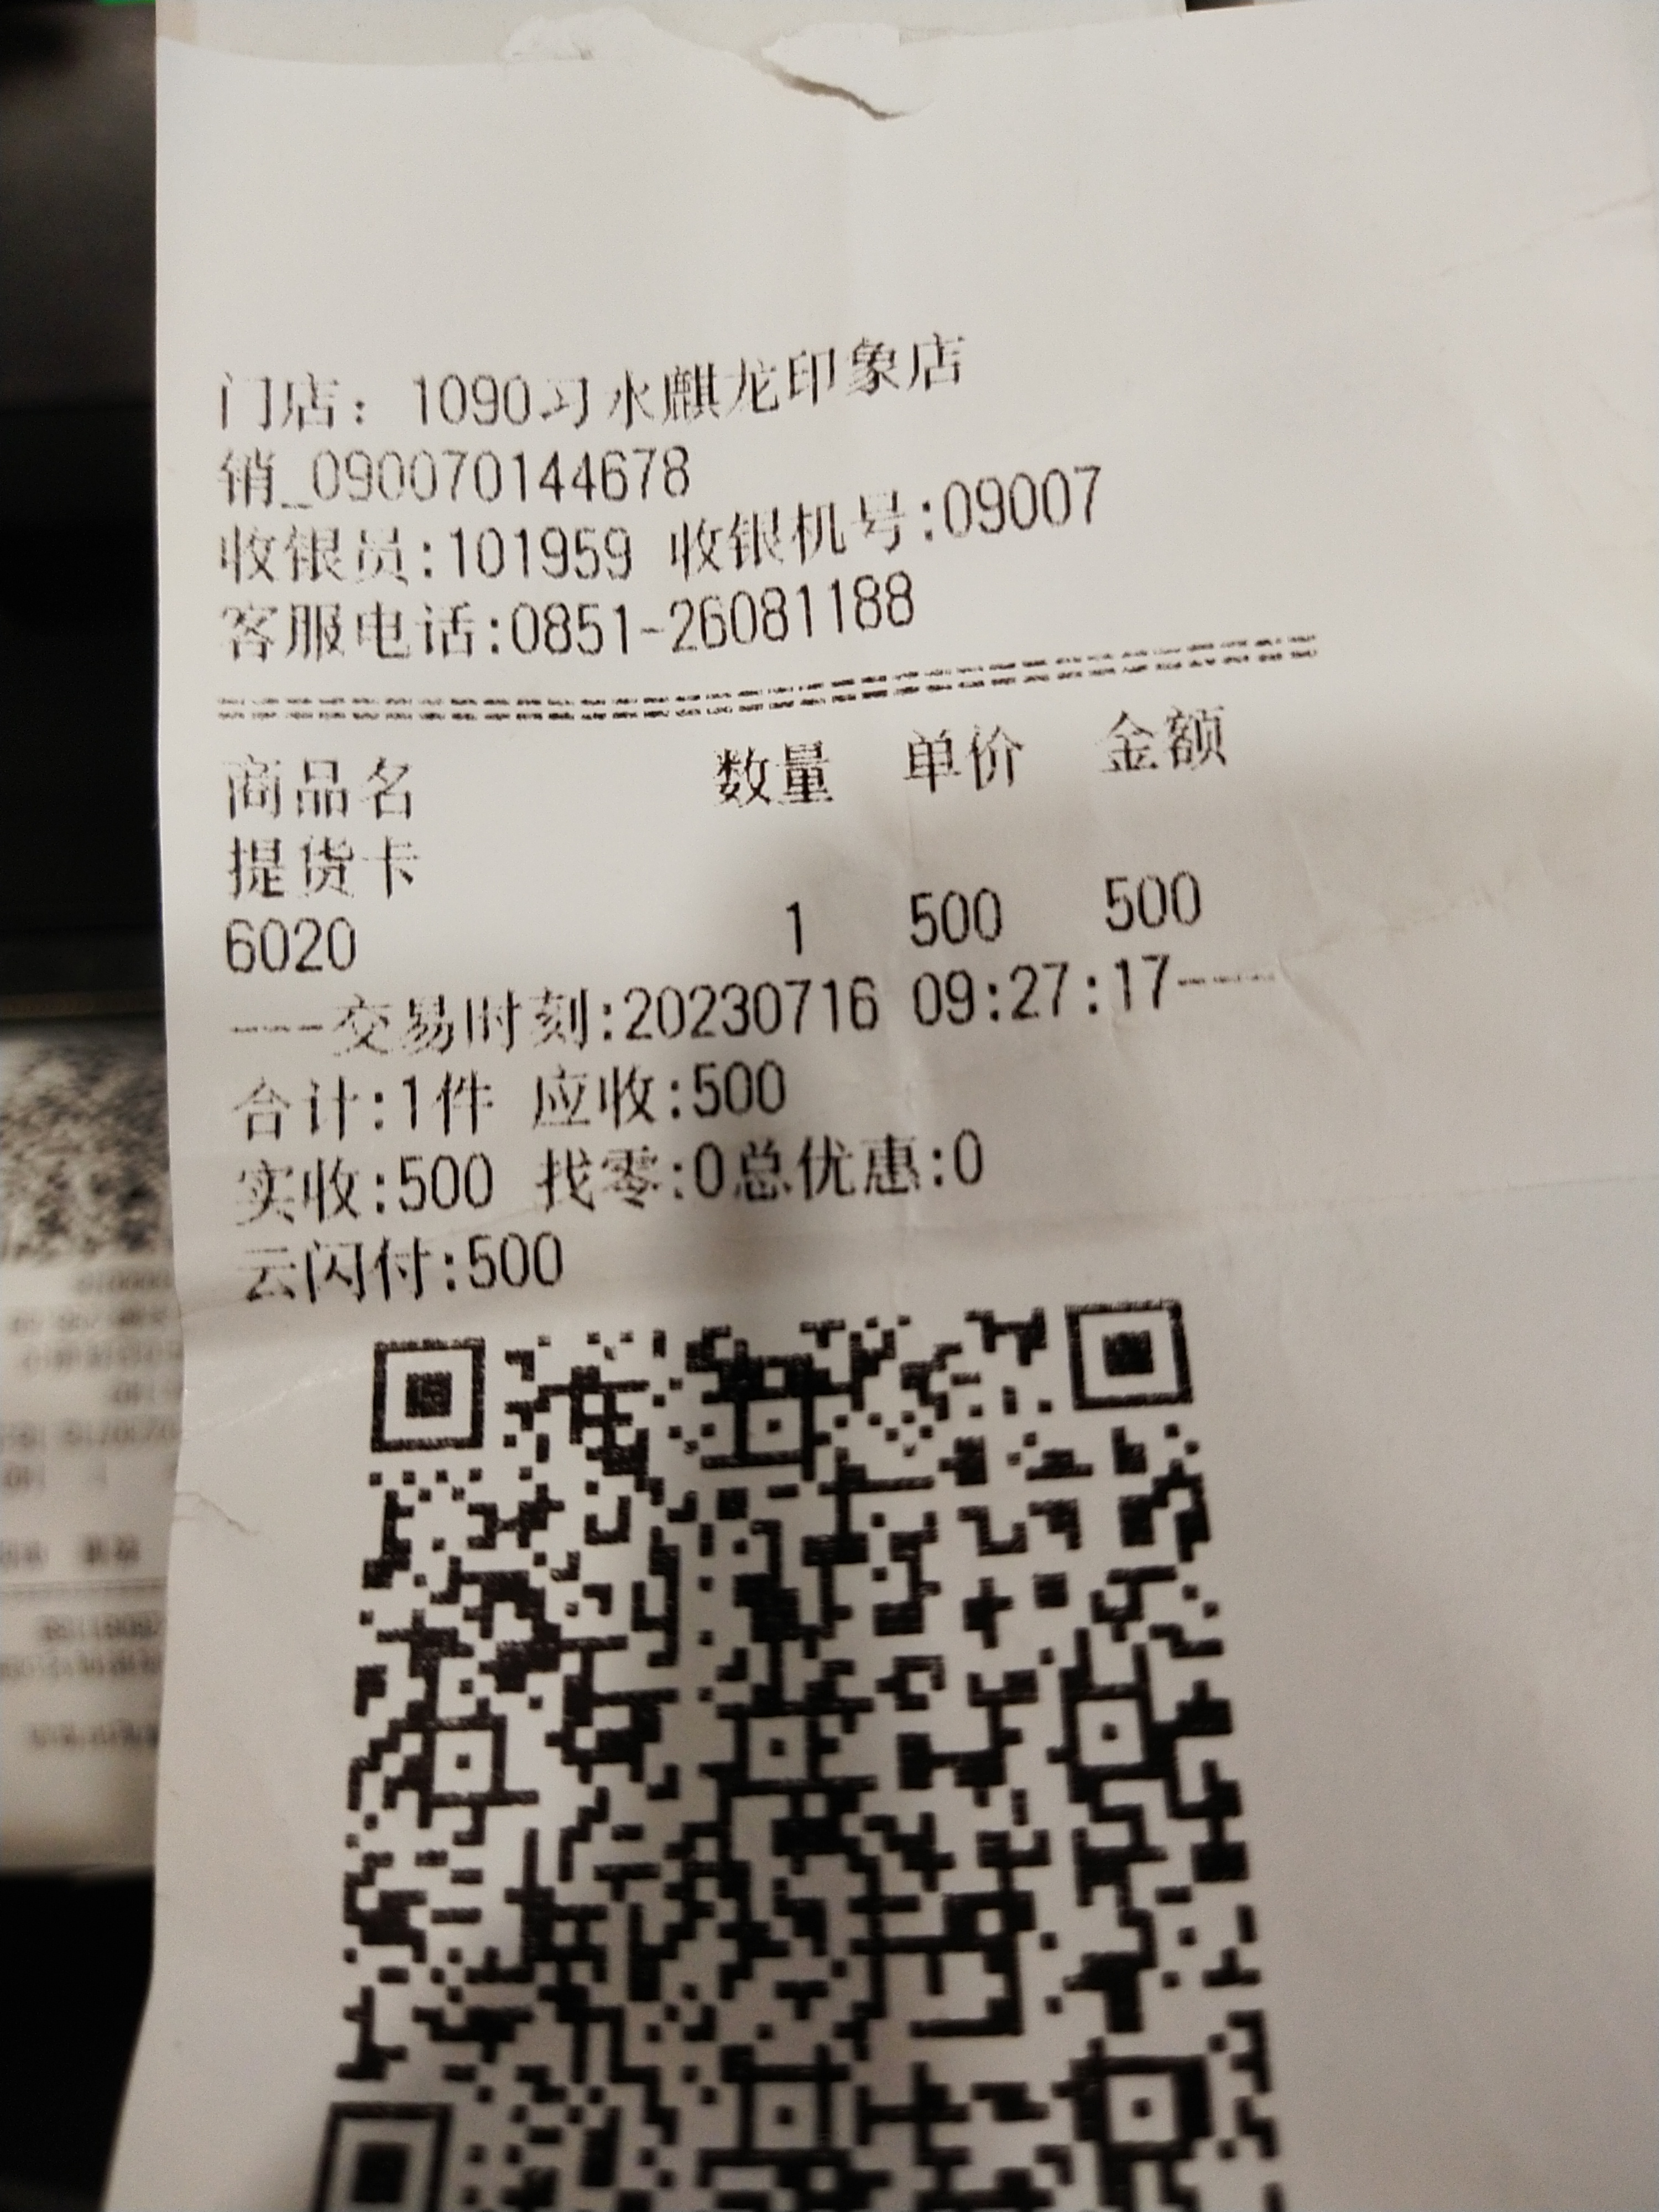 门店：1090习水麒龙印象店
销_090070144678
收银员:101959 收银机号:09007
客服电话:0851-26081188
商品名 数量 单价 金额
提货卡
6020 1 500 500
---交易时刻:20230716 09:27:17----
合计:1件 应收:500
实收:500 找零:0总优惠:0
云闪付:500